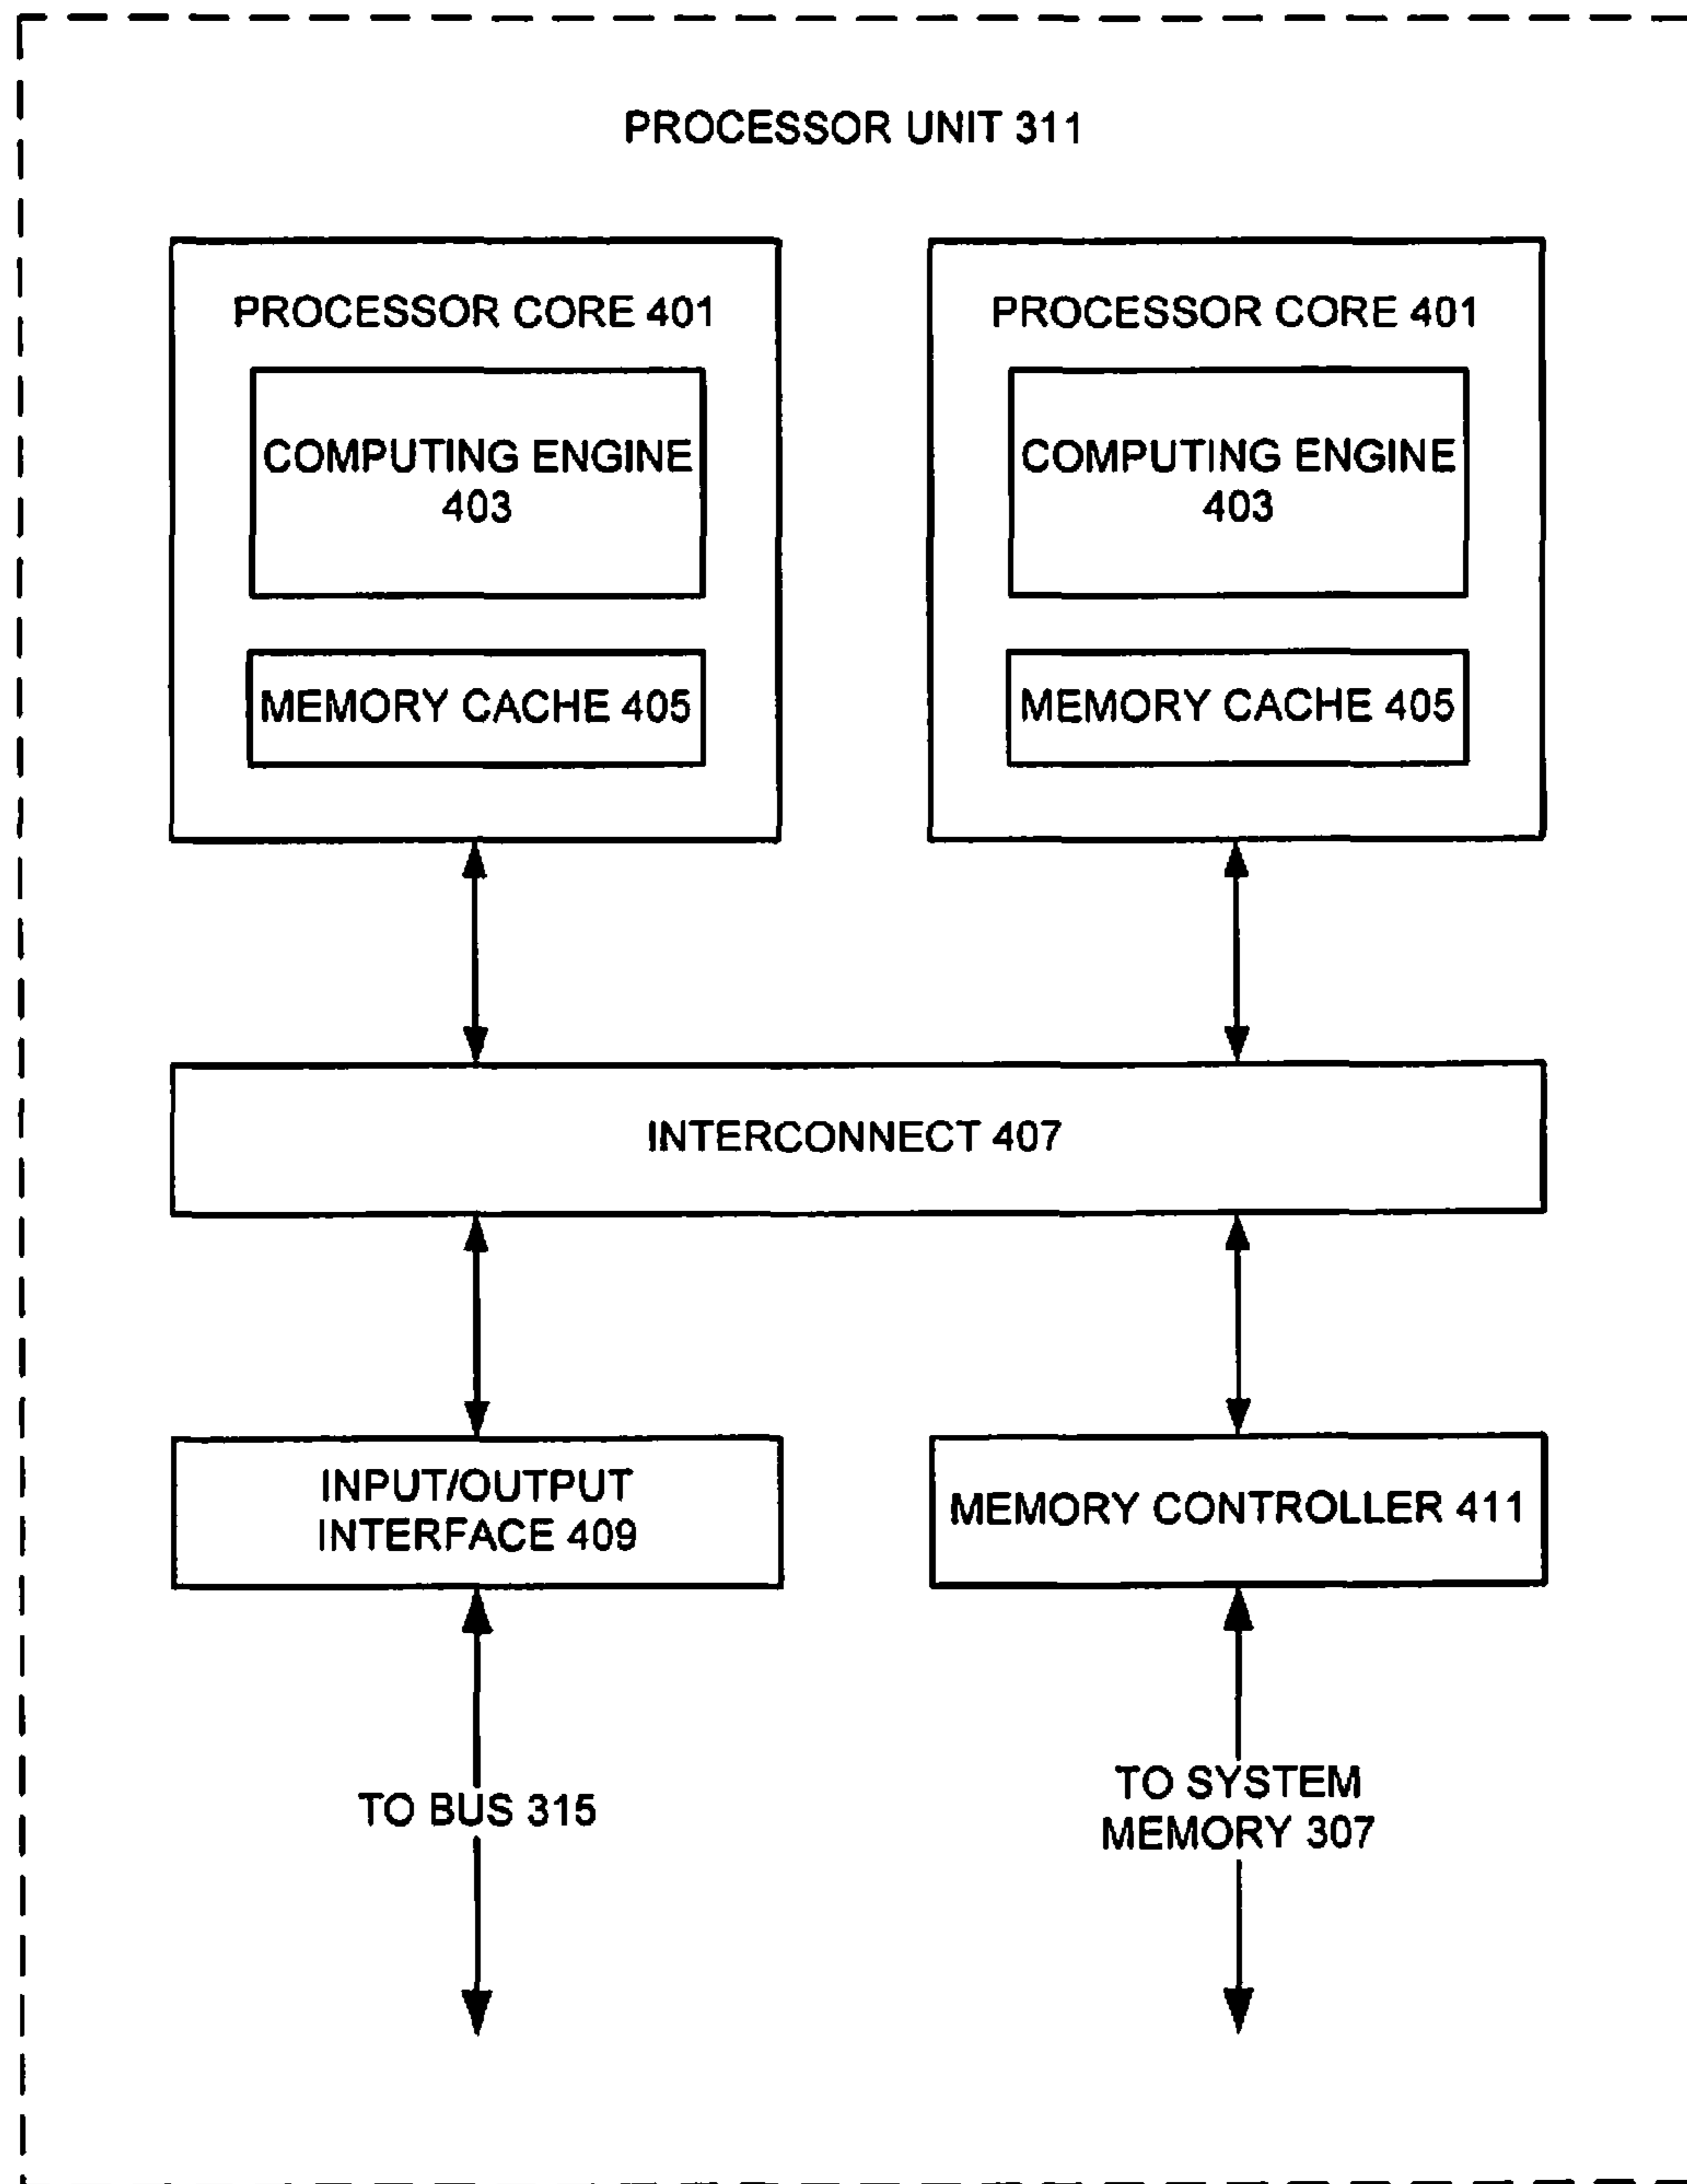 PROCESSOR UNIT 311
PROCESSOR CORE 401
COMPUTING ENGINE
403
MEMORY CACHE 405
PROCESSOR CORE 401
COMPUTING ENGINE
403
MEMORY CACHE 405
INTERCONNECT 407
INPUT/OUTPUT
INTERFACE 409
MEMORY CONTROLLER 411
TO BUS 315
TO SYSTEM
MEMORY 307